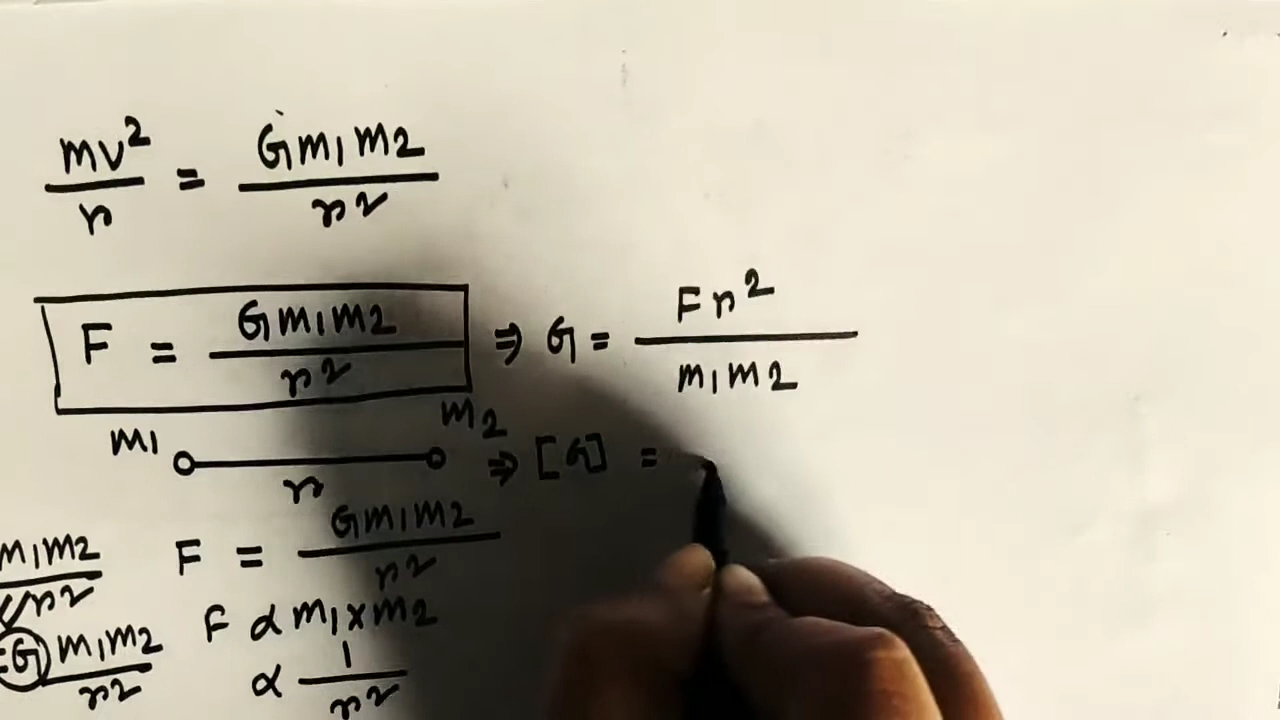 mv²/r = Gm₁m₂/r²
F = Gm₁m₂/r² ⇒ G = Fr²/m₁m₂
m₁ m₂
r ⇒ [G] =
m₁m₂/r² F = Gm₁m₂/r²
F ∝ m₁×m₂
=G m₁m₂/r² ∝ 1/r²